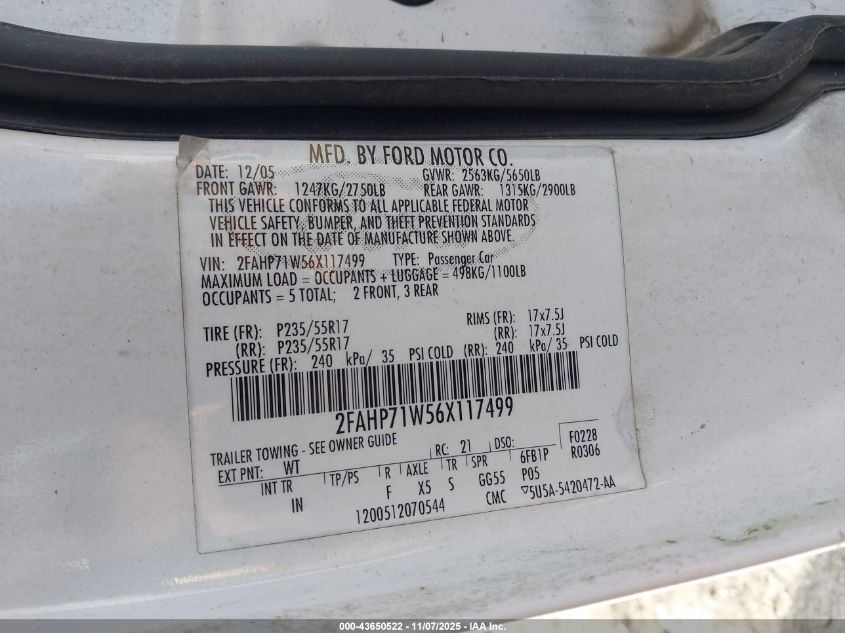 MFD. BY FORD MOTOR CO.
DATE: 12/05 GVWR: 2563KG/5650LB
FRONT GAWR: 1247KG/2750LB REAR GAWR: 1315KG/2900LB
THIS VEHICLE CONFORMS TO ALL APPLICABLE FEDERAL MOTOR
VEHICLE SAFETY, BUMPER, AND THEFT PREVENTION STANDARDS
IN EFFECT ON THE DATE OF MANUFACTURE SHOWN ABOVE.
VIN: 2FAHP71W56X117499 TYPE: Passenger Car
MAXIMUM LOAD = OCCUPANTS + LUGGAGE = 498KG/1100LB
OCCUPANTS = 5 TOTAL; 2 FRONT, 3 REAR
TIRE (FR): P235/55R17 RIMS (FR): 17x7.5J
(RR): P235/55R17 (RR): 17x7.5J
PRESSURE (FR): 240 kPa/ 35 PSI COLD (RR): 240 kPa/ 35 PSI COLD
2FAHP71W56X117499
TRAILER TOWING - SEE OWNER GUIDE
EXT PNT: WT RC: 21 DSO: F0228
INT TR TP/PS R AXLE TR SPR 6FB1P R0306
IN F X5 S GG55 P05
1200512070544 CMC ▽5U5A-5420472-AA
000-43650522 - 11/07/2025 - IAA Inc.